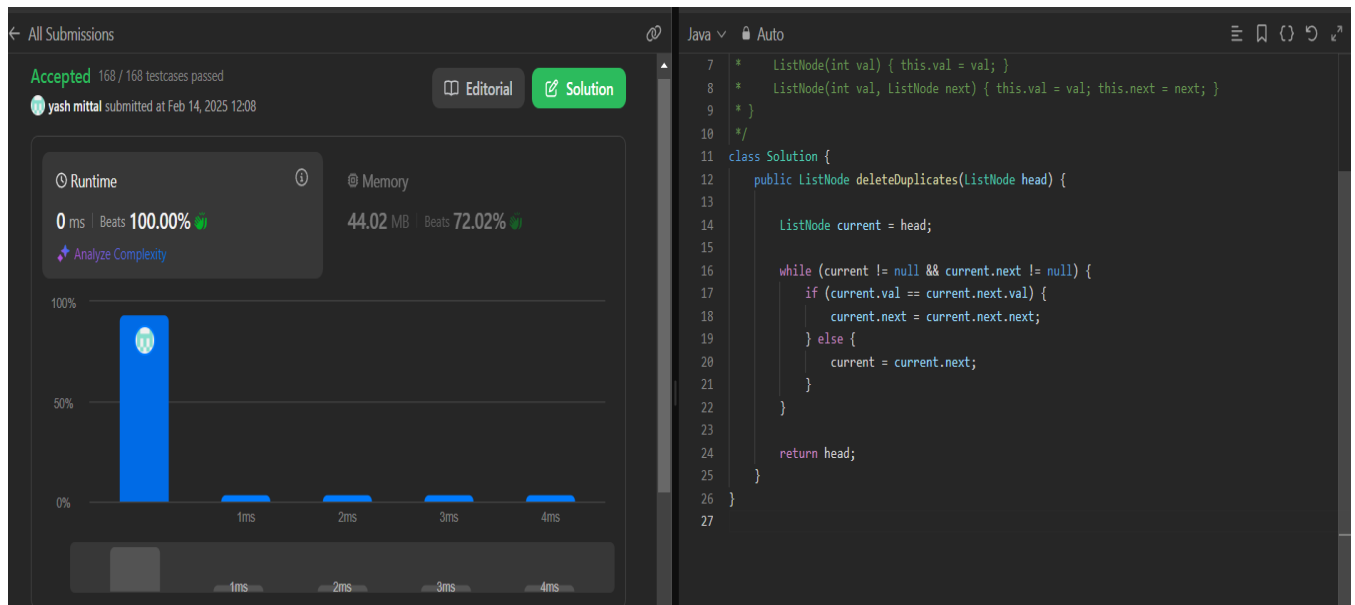 All Submissions
Accepted 168 / 168 testcases passed
yash mittal submitted at Feb 14, 2025 12:08
Editorial
Solution
Runtime
0 ms | Beats 100.00%
Analyze Complexity
Memory
44.02 MB | Beats 72.02%
100%
50%
0%
1ms 2ms 3ms 4ms
1ms 2ms 3ms 4ms
Java Auto
7 * ListNode(int val) { this.val = val; }
8 * ListNode(int val, ListNode next) { this.val = val; this.next = next; }
9 * }
10 */
11 class Solution {
12 public ListNode deleteDuplicates(ListNode head) {
13
14 ListNode current = head;
15
16 while (current != null && current.next != null) {
17 if (current.val == current.next.val) {
18 current.next = current.next.next;
19 } else {
20 current = current.next;
21 }
22 }
23
24 return head;
25 }
26 }
27